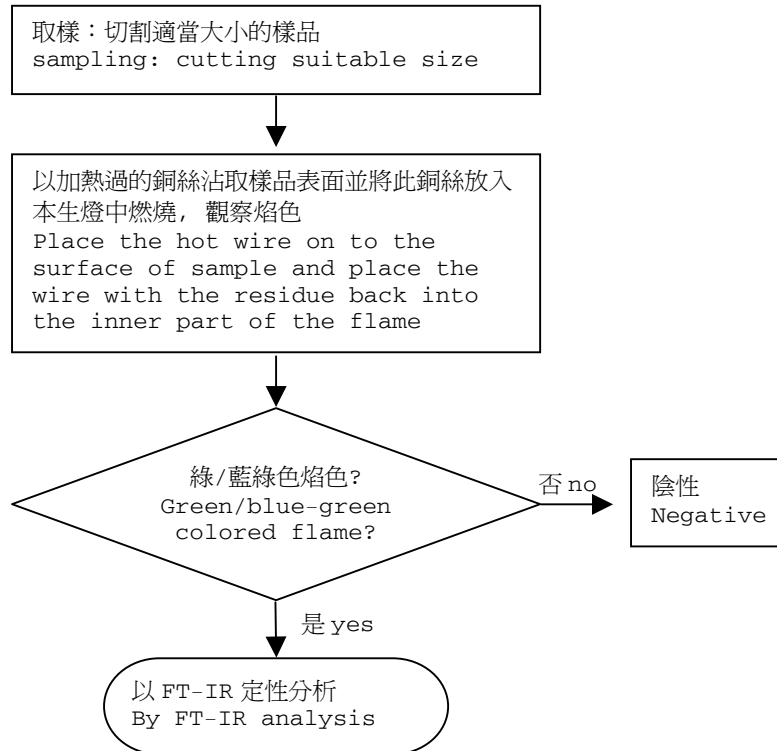 取樣：切割適當大小的樣品
sampling: cutting suitable size
以加熱過的銅絲沾取樣品表面並將此銅絲放入
本生燈中燃燒, 觀察焰色
Place the hot wire on to the
surface of sample and place the
wire with the residue back into
the inner part of the flame
綠/藍綠色焰色?
Green/blue-green
colored flame?
否 no
陰性
Negative
是 yes
以 FT-IR 定性分析
By FT-IR analysis